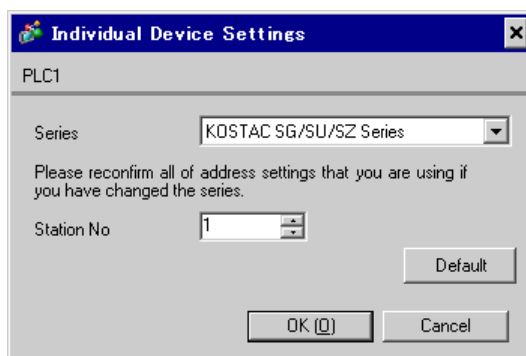 Individual Device Settings
PLC1
Series
KOSTAC SG/SU/SZ Series
Please reconfirm all of address settings that you are using if
you have changed the series.
Station No
1
Default
OK (O)
Cancel